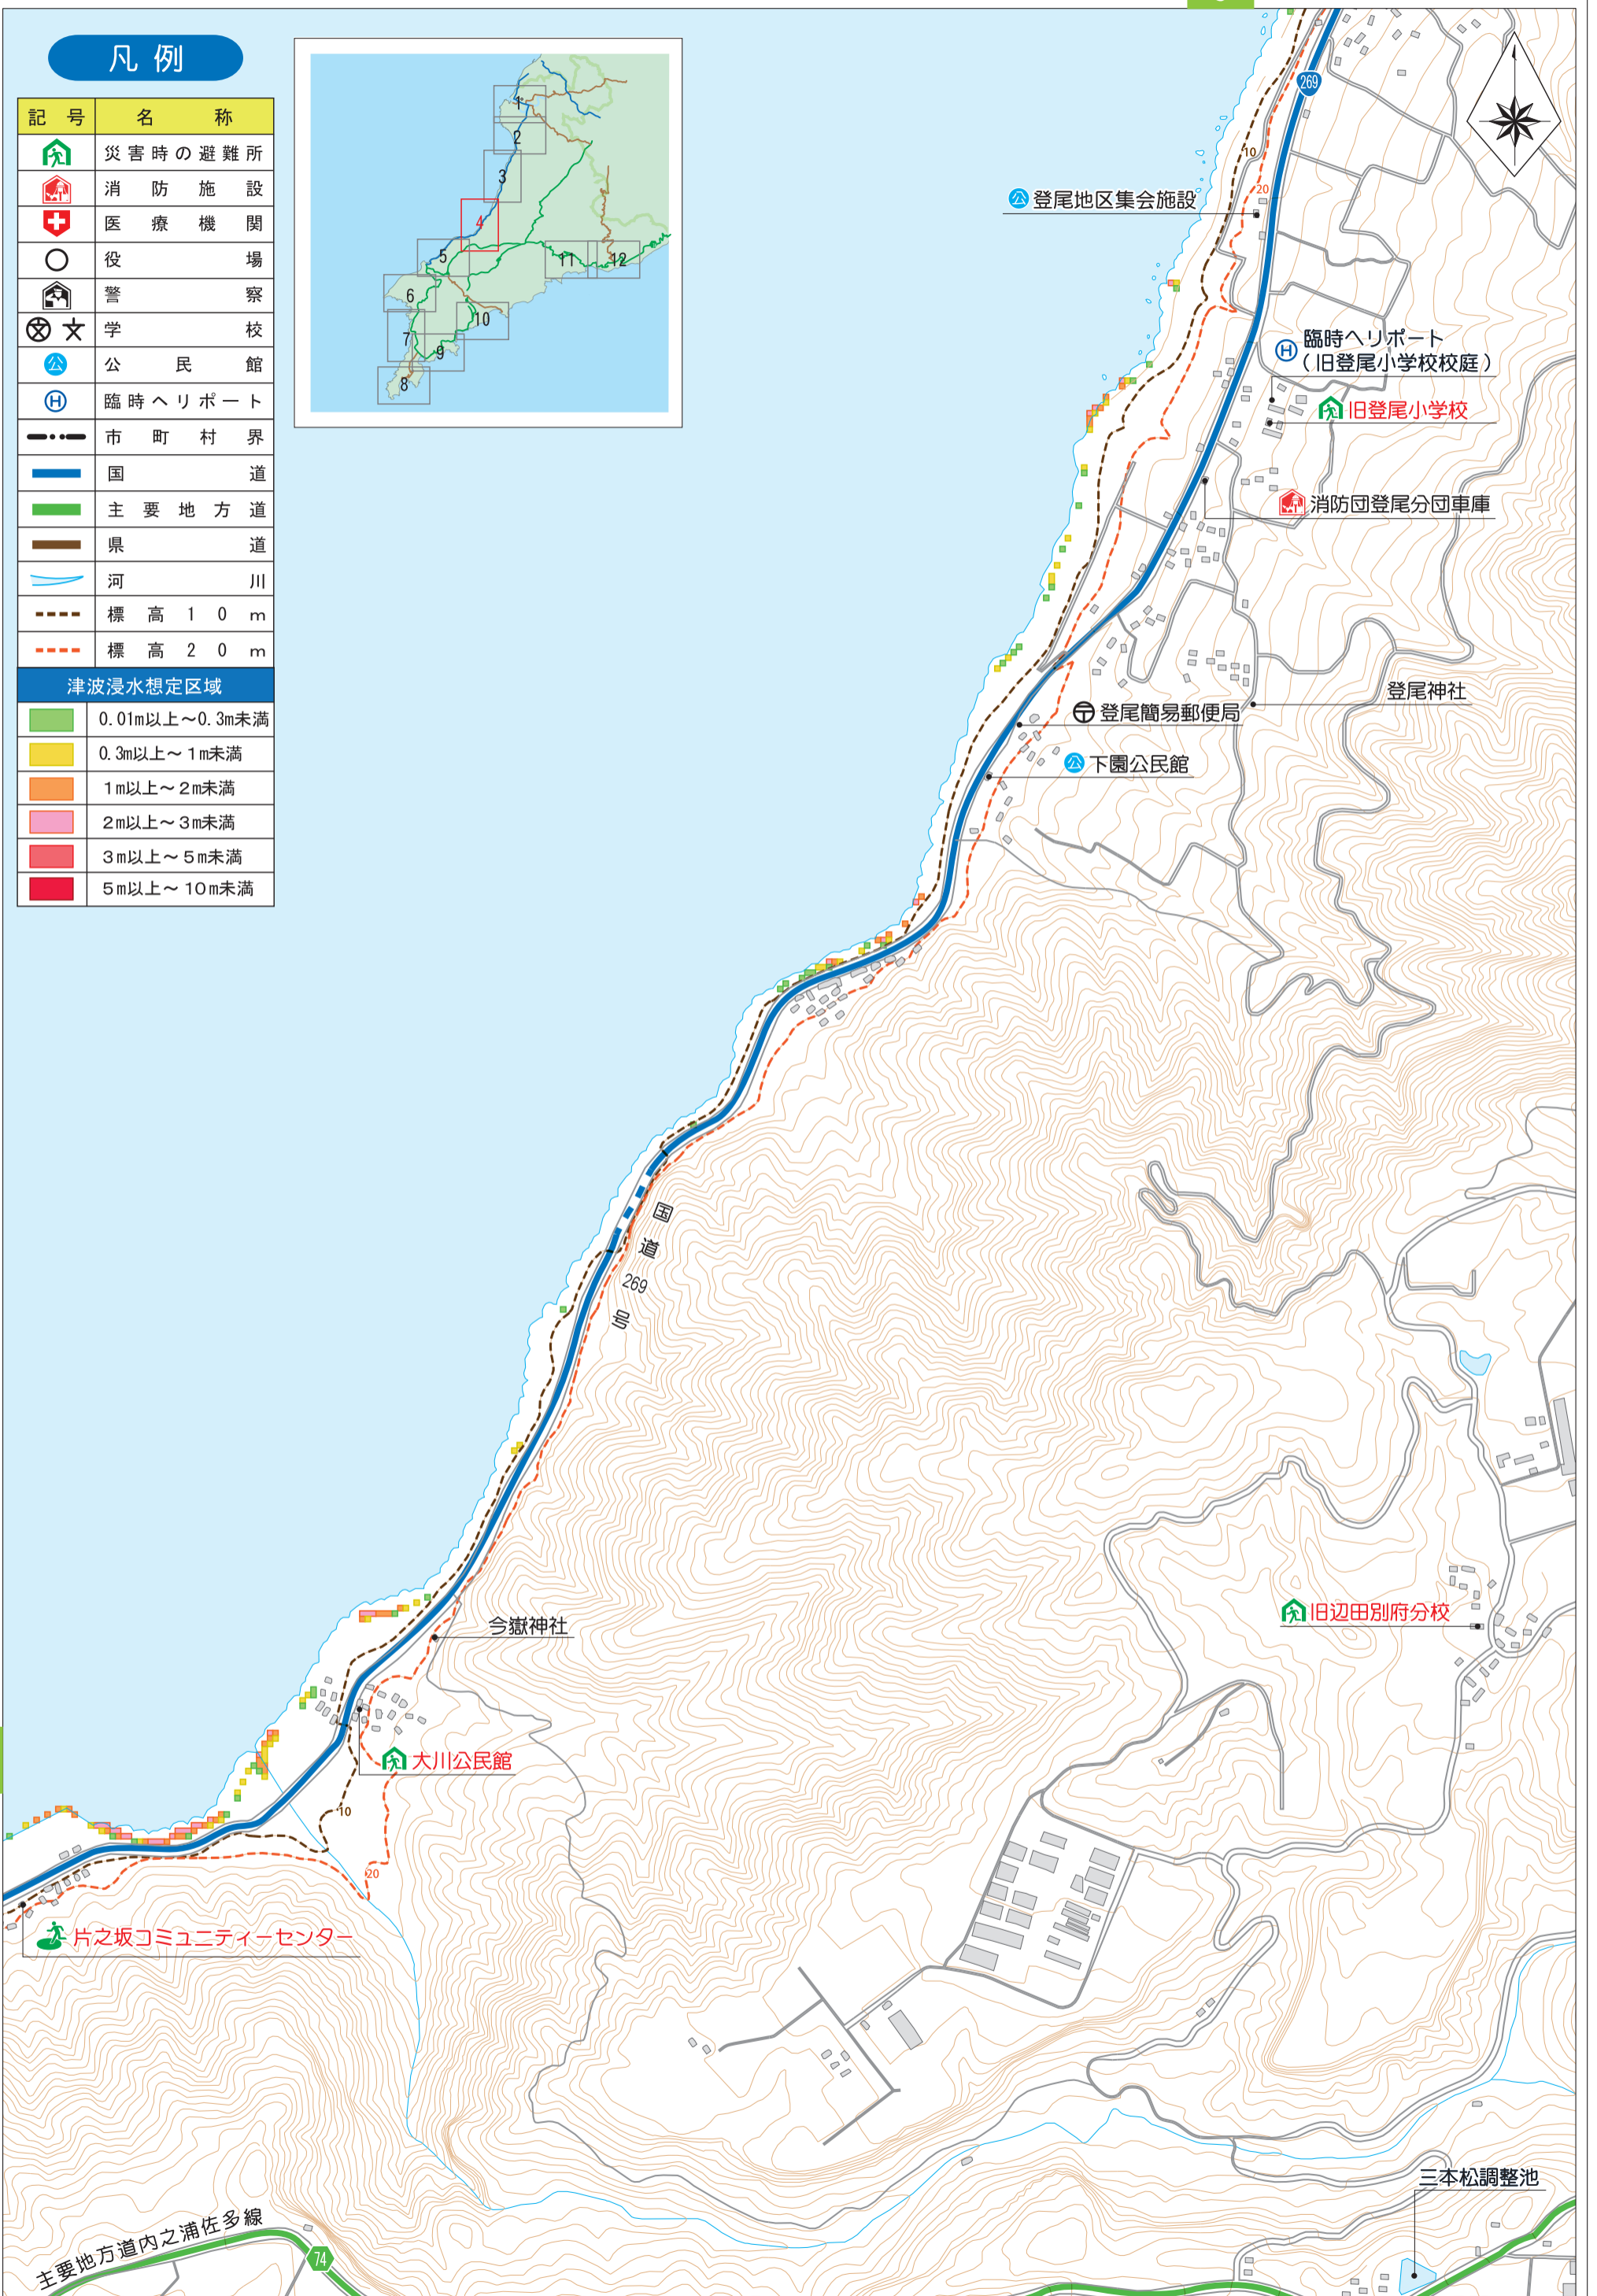 凡例
記号 名称
災害時の避難所
消防施設
医療機関
役場
警察
文 文 学校
公 公民館
H 臨時ヘリポート
市町村界
国道
主要地方道
県道
河川
標高10m
標高20m
津波浸水想定区域
0.01m以上～0.3m未満
0.3m以上～1m未満
1m以上～2m未満
2m以上～3m未満
3m以上～5m未満
5m以上～10m未満
1
2
3
4
5
6
7
8
9
10
11
12
269
10
20
公 登尾地区集会施設
H 臨時ヘリポート
（旧登尾小学校校庭）
旧登尾小学校
消防団登尾分団車庫
登尾神社
登尾簡易郵便局
公 下園公民館
国道269号
今嶽神社
旧辺田別府分校
大川公民館
10
20
片之坂コミュニティーセンター
三本松調整池
主要地方道内之浦佐多線
74